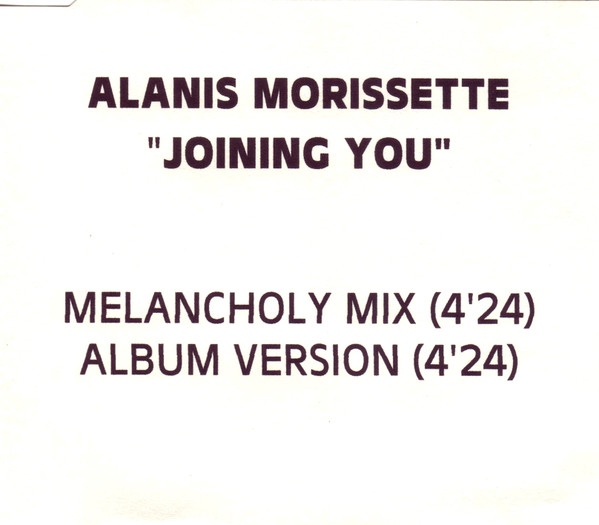 ALANIS MORISSETTE
"JOINING YOU"
MELANCHOLY MIX (4'24)
ALBUM VERSION (4'24)